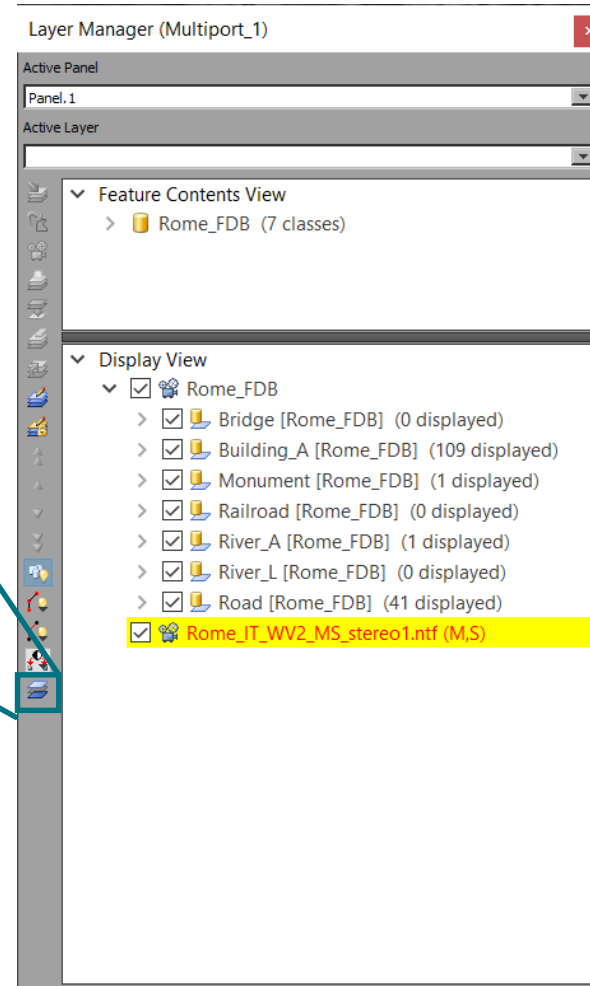 Layer Manager (Multiport_1)
Active Panel
Panel.1
Active Layer
Feature Contents View
Rome_FDB (7 classes)
Display View
Rome_FDB
Bridge [Rome_FDB] (0 displayed)
Building_A [Rome_FDB] (109 displayed)
Monument [Rome_FDB] (1 displayed)
Railroad [Rome_FDB] (0 displayed)
River_A [Rome_FDB] (1 displayed)
River_L [Rome_FDB] (0 displayed)
Road [Rome_FDB] (41 displayed)
Rome_IT_WV2_MS_stereo1.ntf (M,S)